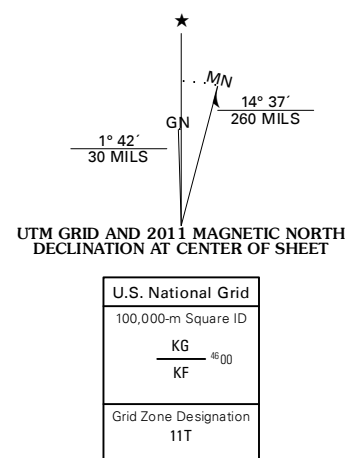 ★
MN
GN
14° 37´
260 MILS
1° 42´
30 MILS
UTM GRID AND 2011 MAGNETIC NORTH
DECLINATION AT CENTER OF SHEET
U.S. National Grid
100,000-m Square ID
KG
4600
KF
Grid Zone Designation
11T